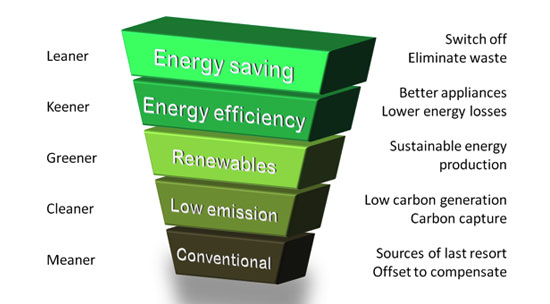 Leaner
Energy saving
Switch off
Eliminate waste
Keener
Energy efficiency
Better appliances
Lower energy losses
Greener
Renewables
Sustainable energy
production
Cleaner
Low emission
Low carbon generation
Carbon capture
Meaner
Conventional
Sources of last resort
Offset to compensate